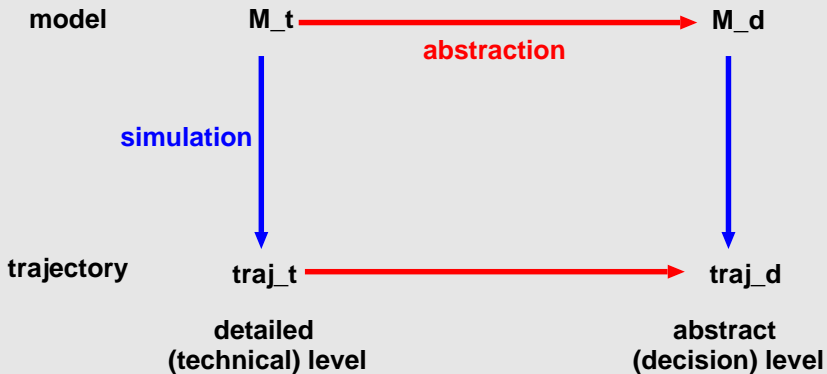 model M_t M_d
abstraction
simulation
trajectory traj_t traj_d
detailed abstract
(technical) level (decision) level